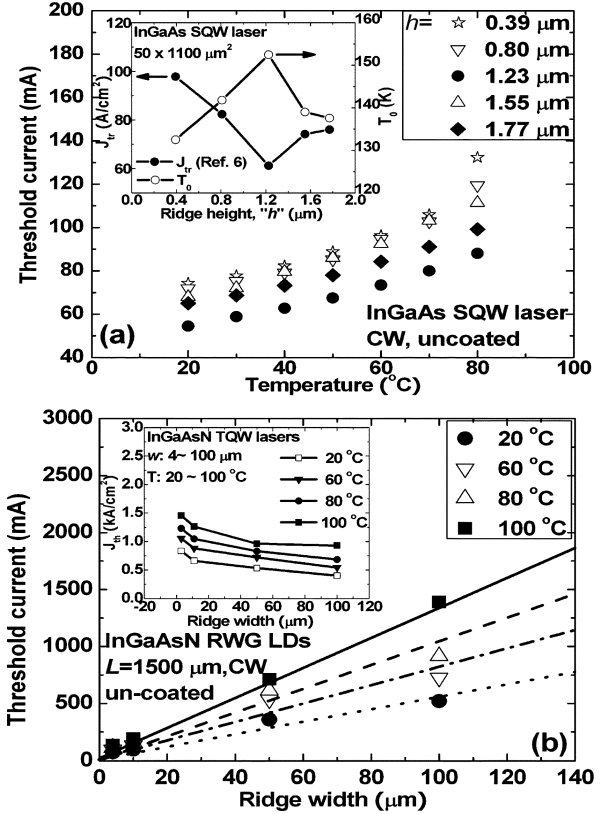 200
180
160
140
120
100
80
60
40
Threshold current (mA)
InGaAs SQW laser
50 x 1100 μm²
120
100
80
60
J_tr (A/cm²)
160
150
140
130
120
T₀ (K)
J_tr (Ref. 6)
T₀
0.0 0.4 0.8 1.2 1.6 2.0
Ridge height, "h" (μm)
h= 0.39 μm
0.80 μm
1.23 μm
1.55 μm
1.77 μm
(a)
InGaAs SQW laser
CW, uncoated
0 20 40 60 80 100
Temperature (°C)
3000
2500
2000
1500
1000
500
0
Threshold current (mA)
InGaAsN TQW lasers
w: 4~ 100 μm
T: 20 ~ 100 °C
3.0
2.5
2.0
1.5
1.0
0.5
0.0
J_th (kA/cm²)
20 °C
60 °C
80 °C
100 °C
-20 0 20 40 60 80 100 120
Ridge width (μm)
20 °C
60 °C
80 °C
100 °C
InGaAsN RWG LDs
L=1500 μm,CW
un-coated
(b)
0 20 40 60 80 100 120 140
Ridge width (μm)